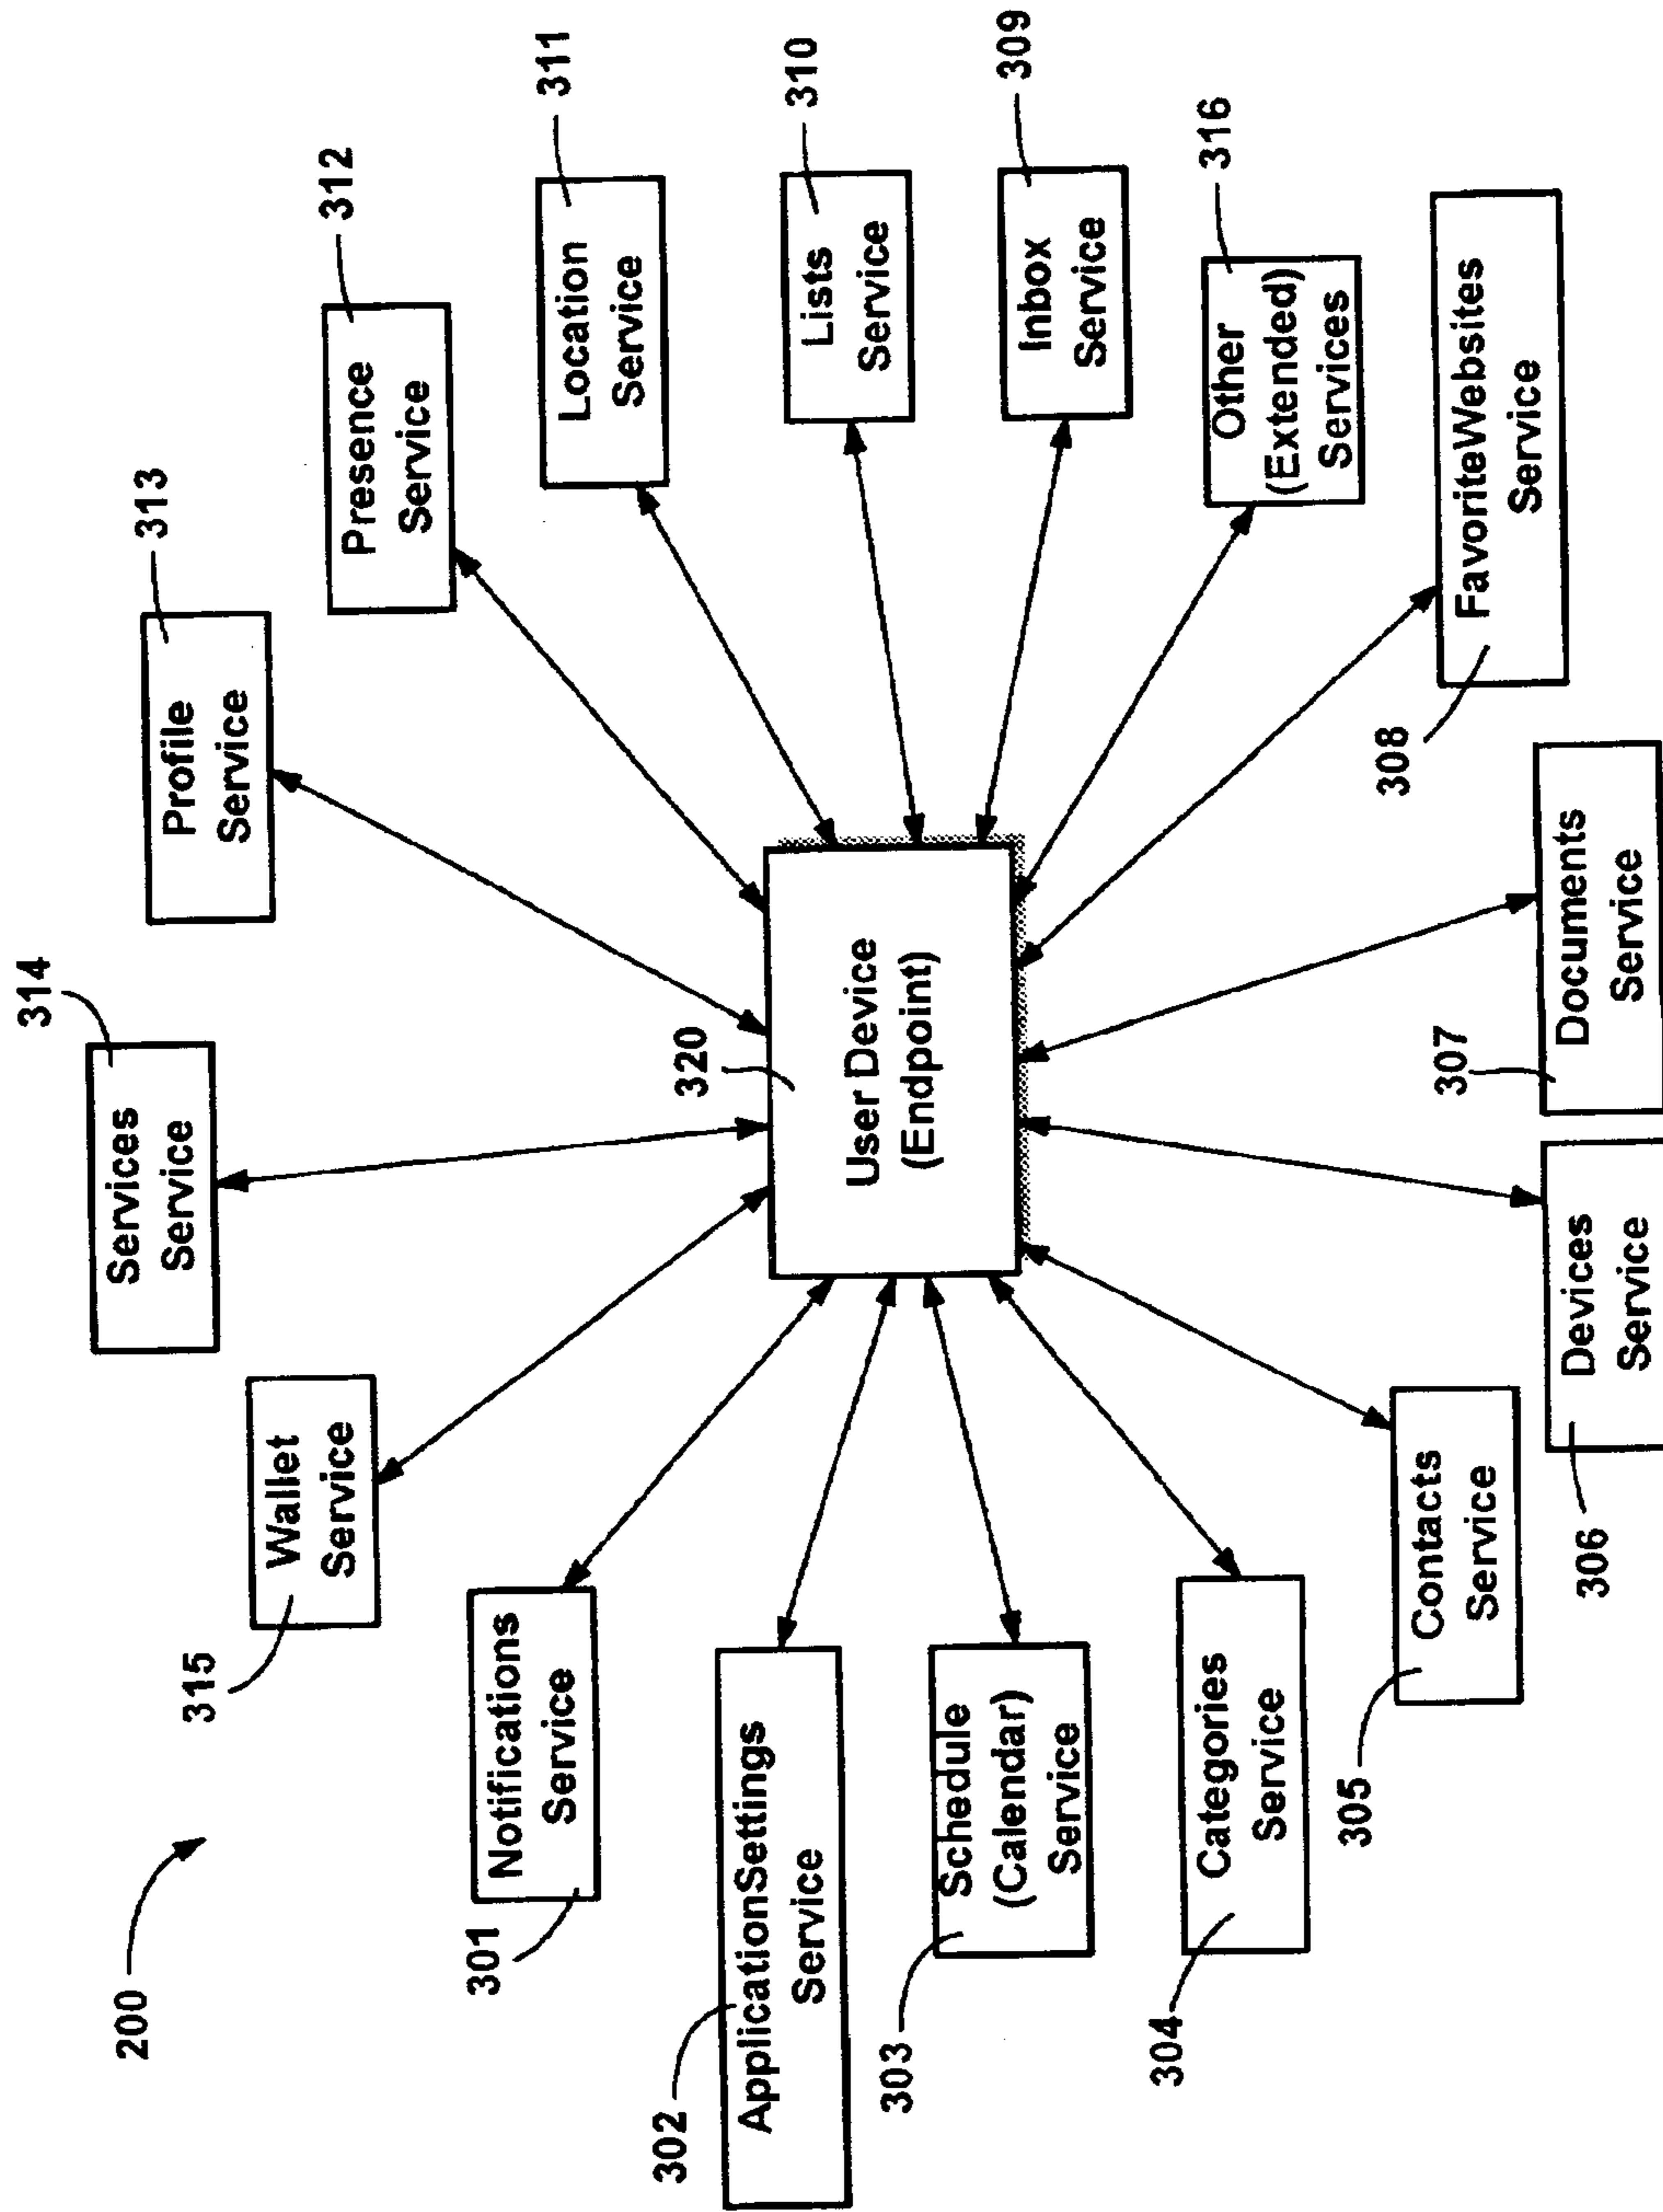 200
314
Services
Service
313
Profile
Service
315
Wallet
Service
312
Presence
Service
301
Notifications
Service
311
Location
Service
302
ApplicationSettings
Service
320
User Device
(Endpoint)
310
Lists
Service
303
Schedule
(Calendar)
Service
309
Inbox
Service
304
Categories
Service
316
Other
(Extended)
Services
305
Contacts
Service
308
FavoriteWebsites
Service
306
Devices
Service
307
Documents
Service